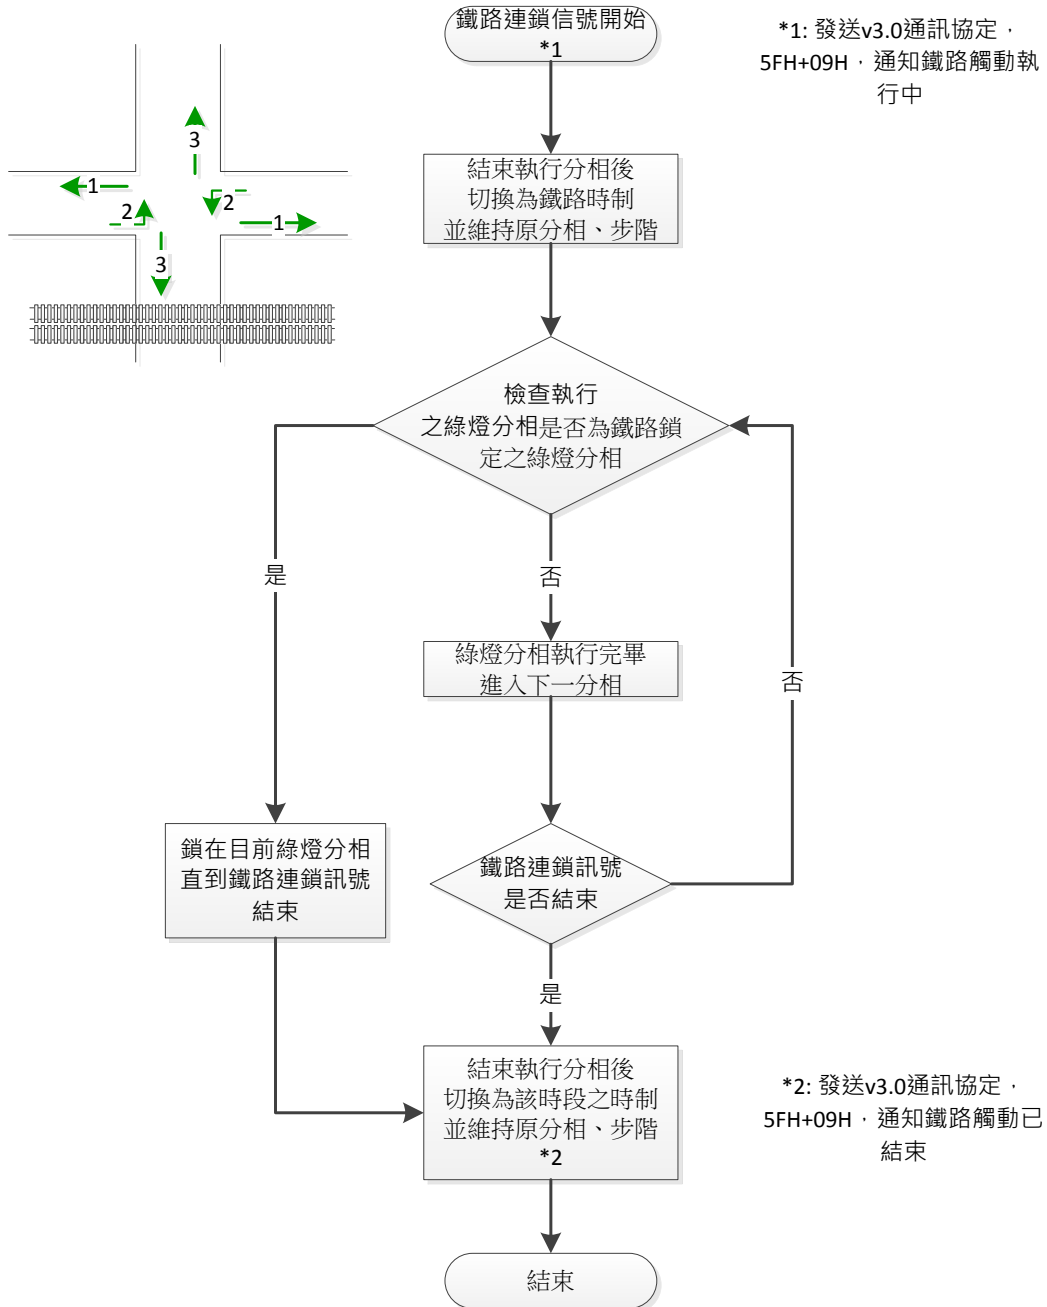 鐵路連鎖信號開始
*1
*1: 發送v3.0通訊協定，
5FH+09H，通知鐵路觸動執
行中
3
1
2
2
1
3
結束執行分相後
切換為鐵路時制
並維持原分相、步階
檢查執行
之綠燈分相是否為鐵路鎖
定之綠燈分相
是
否
綠燈分相執行完畢
進入下一分相
否
鎖在目前綠燈分相
直到鐵路連鎖訊號
結束
鐵路連鎖訊號
是否結束
是
結束執行分相後
切換為該時段之時制
並維持原分相、步階
*2
*2: 發送v3.0通訊協定，
5FH+09H，通知鐵路觸動已
結束
結束